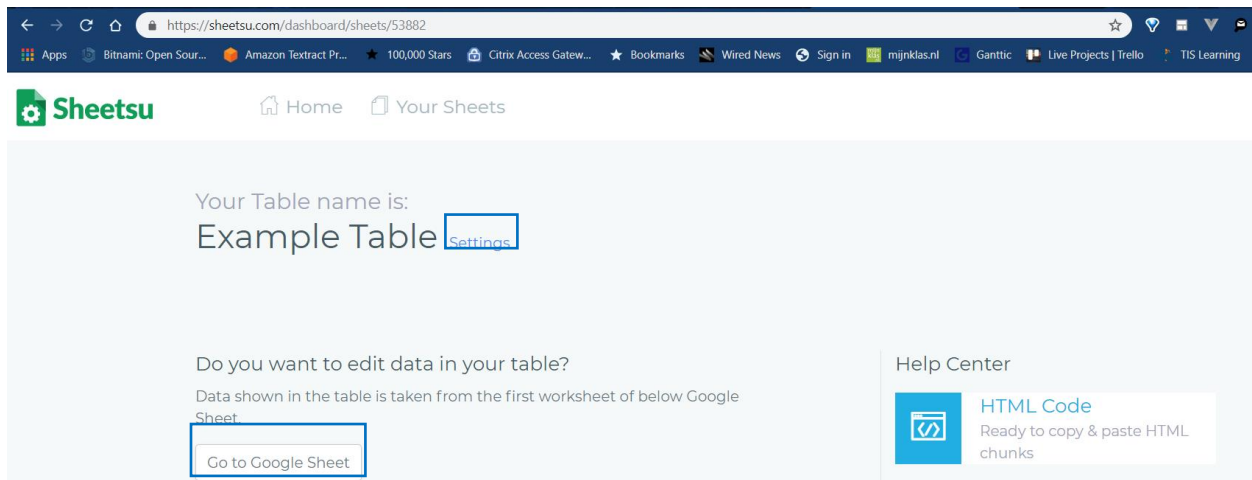 https://sheetsu.com/dashboard/sheets/53882
Apps Bitnami: Open Sour... Amazon Textract Pr... 100,000 Stars Citrix Access Gatew... Bookmarks Wired News Sign in mijnklas.nl Ganttic Live Projects | Trello TIS Learning
Sheetsu Home Your Sheets
Your Table name is:
Example Table Settings
Do you want to edit data in your table?
Data shown in the table is taken from the first worksheet of below Google
Sheet.
Go to Google Sheet
Help Center
HTML Code
Ready to copy & paste HTML
chunks